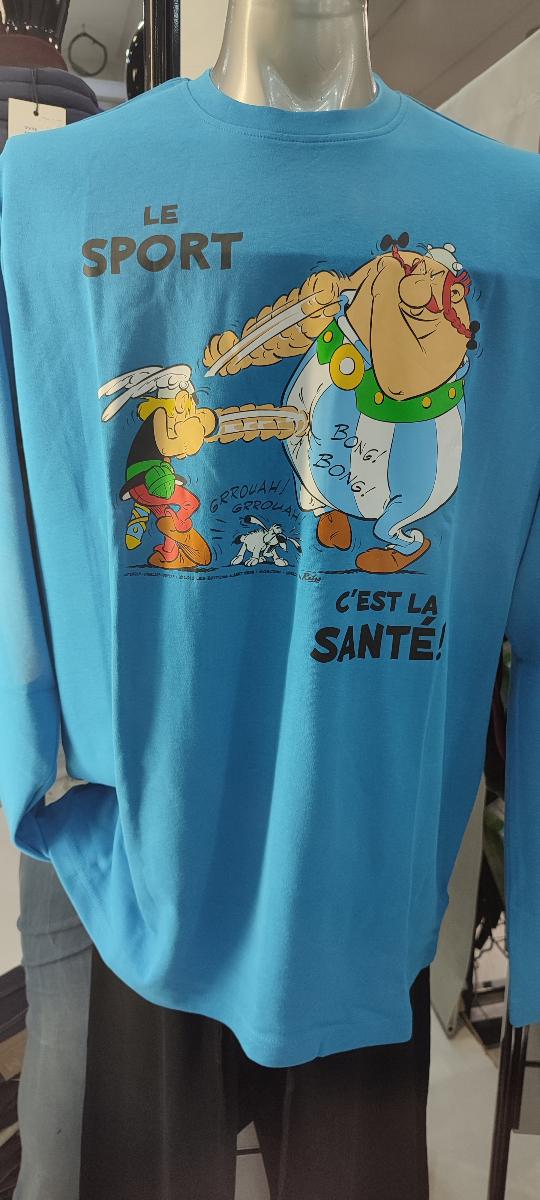 LE
SPORT
BONG!
BONG!
GRROUAH!
GRROUAH
C'EST LA
SANTÉ!